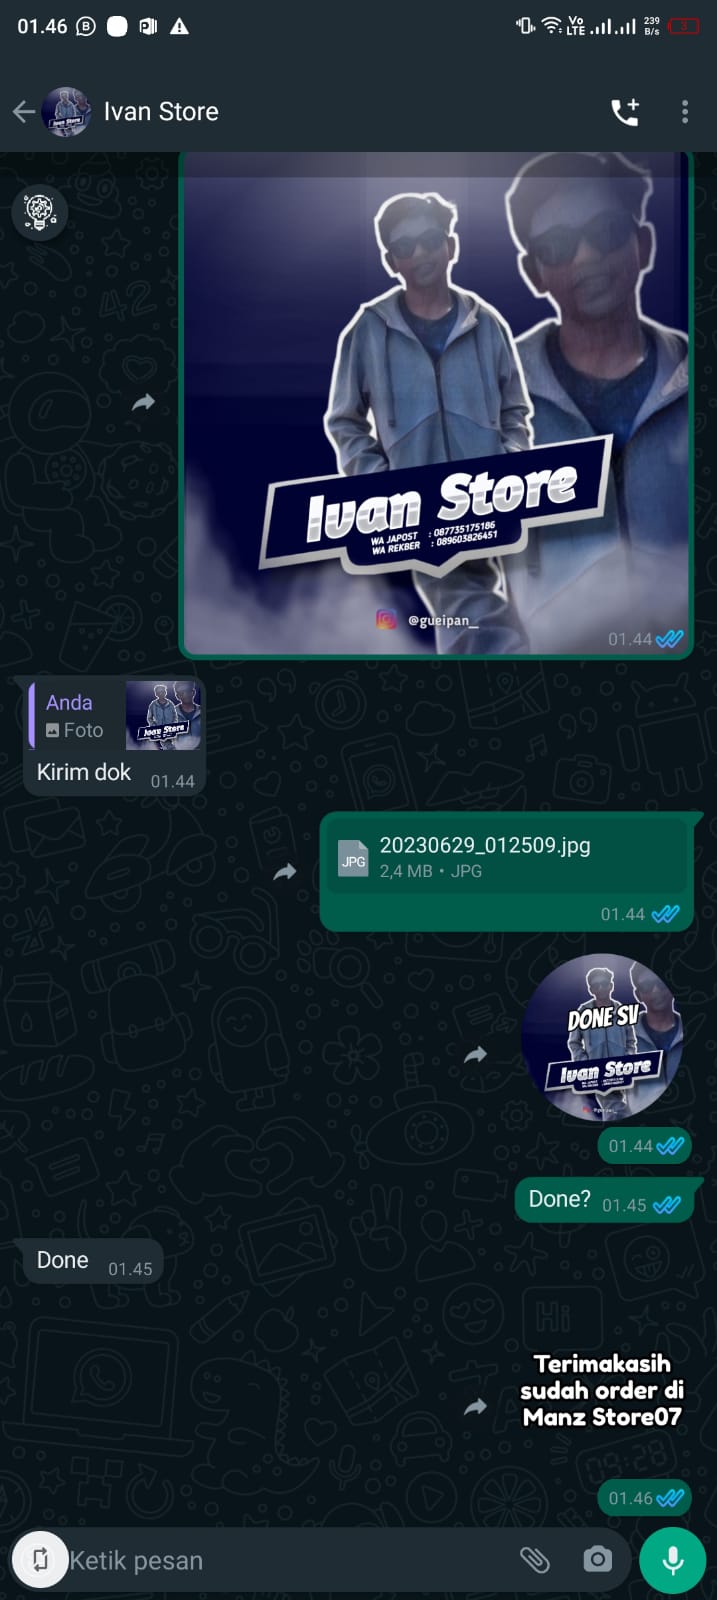 01.46
Vo
LTE
239
B/s
3
Ivan Store
Ivan Store
Ivan Store
WA JAPOST : 087735175186
WA REKBER : 089603826451
@gueipan_
01.44
Anda
Foto
Ivan Store
Kirim dok
01.44
JPG
20230629_012509.jpg
2,4 MB • JPG
01.44
DONE SV
Ivan Store
01.44
Done?
01.45
Done
01.45
Terimakasih
sudah order di
Manz Store07
01.46
Ketik pesan